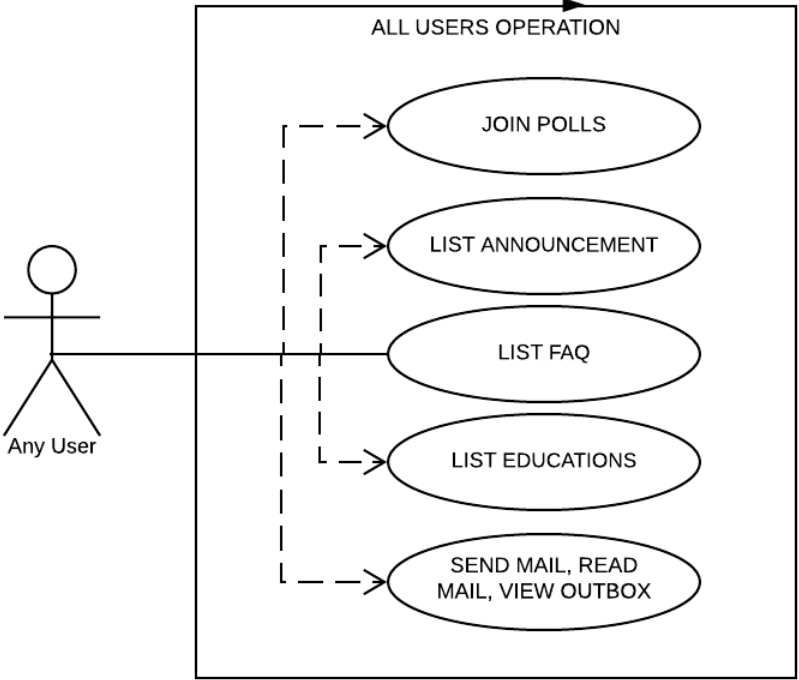 ALL USERS OPERATION
JOIN POLLS
LIST ANNOUNCEMENT
LIST FAQ
Any User
LIST EDUCATIONS
SEND MAIL, READ
MAIL, VIEW OUTBOX